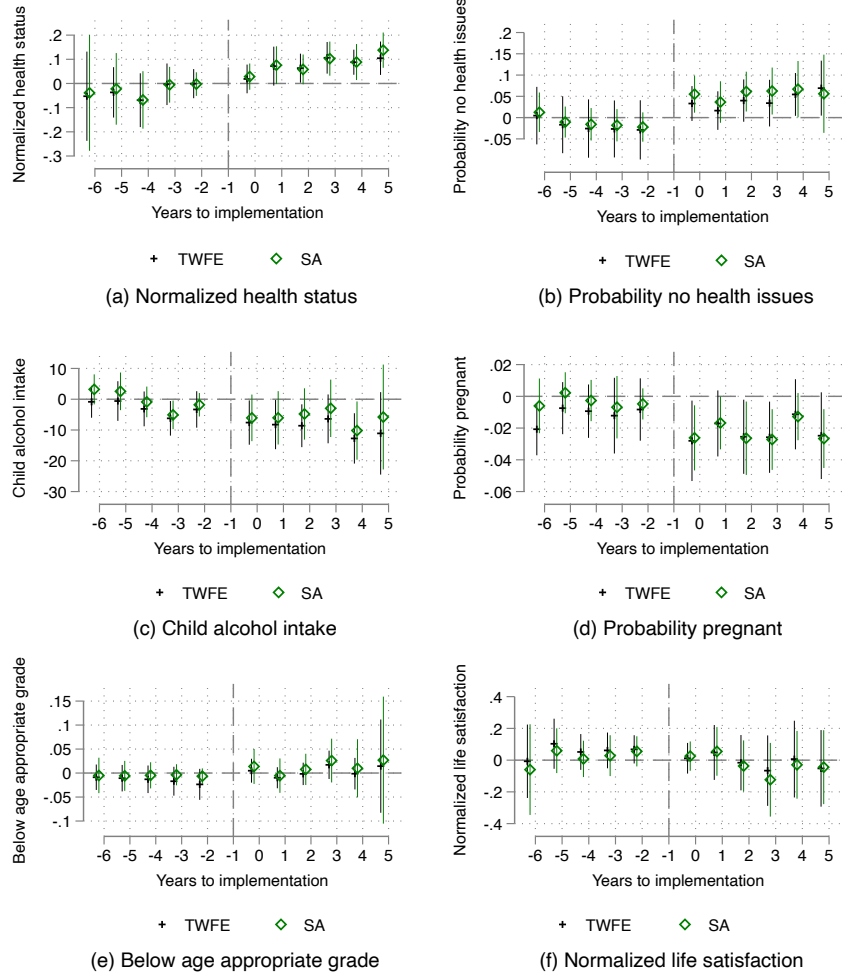 Normalized health status
.2
.1
0
-.1
-.3
-6 -5 -4 -3 -2 -1 0 1 2 3 4 5
Years to implementation
TWFE SA
(a) Normalized health status
Probability no health issues
.2
.1
.05
0
-.05
-6 -5 -4 -3 -2 -1 0 1 2 3 4 5
Years to implementation
TWFE SA
(b) Probability no health issues
Child alcohol intake
10
0
-10
-20
-30
-6 -5 -4 -3 -2 -1 0 1 2 3 4 5
Years to implementation
TWFE SA
(c) Child alcohol intake
Probability pregnant
.02
0
-.02
-.04
-.06
-6 -5 -4 -3 -2 -1 0 1 2 3 4 5
Years to implementation
TWFE SA
(d) Probability pregnant
Below age appropriate grade
.15
.1
.05
0
-.05
-.1
-6 -5 -4 -3 -2 -1 0 1 2 3 4 5
Years to implementation
TWFE SA
(e) Below age appropriate grade
Normalized life satisfaction
.4
.2
0
-.2
-.4
-6 -5 -4 -3 -2 -1 0 1 2 3 4 5
Years to implementation
TWFE SA
(f) Normalized life satisfaction